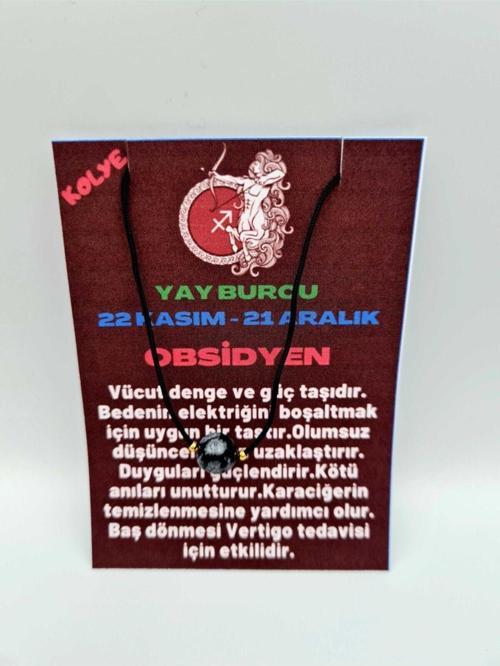 KOLYE
YAY BURCU
22 KASIM - 21 ARALIK
OBSİDYEN
Vücut denge ve güç taşıdır.
Bedenin elektriğini boşaltmak
için uygun bir taştır.Olumsuz
uzaklaştırır.
Duyguları güçlendirir.Kötü
anıları unutturur.Karaciğerin
temizlenmesine yardımcı olur.
Baş dönmesi Vertigo tedavisi
için etkilidir.